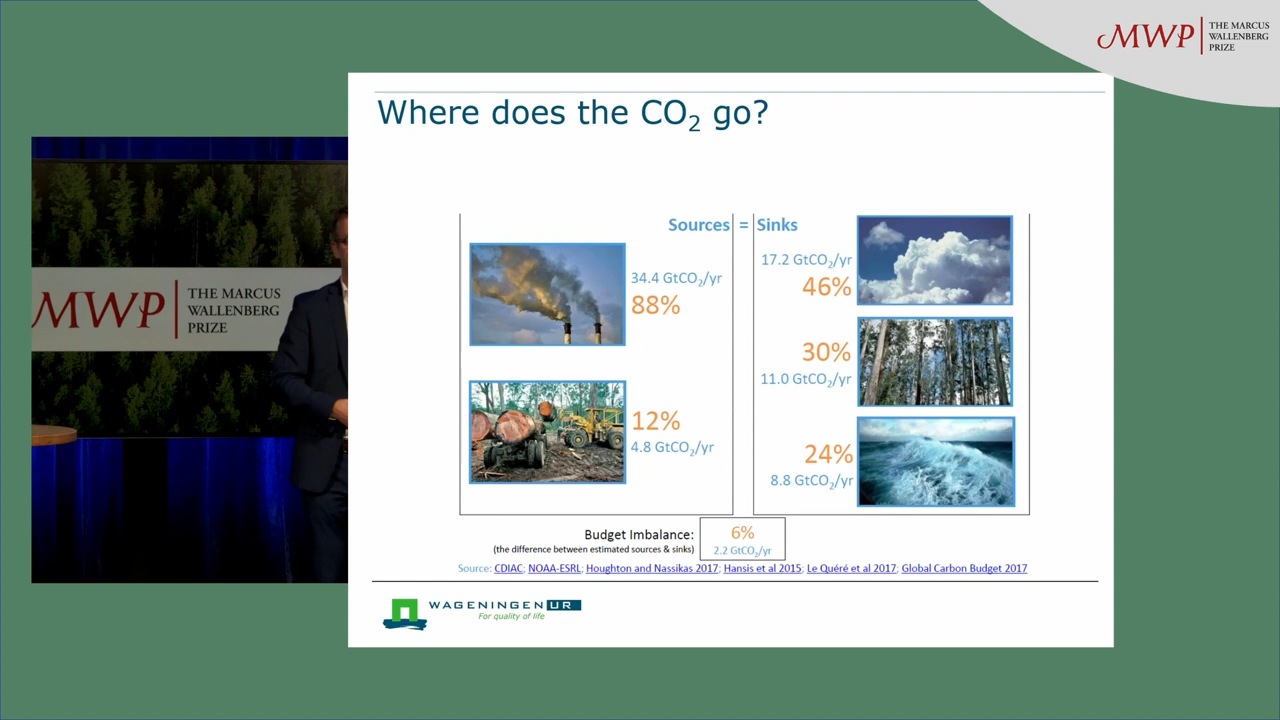 MWP
THE MARCUS
WALLENBERG
PRIZE
Where does the CO₂ go?
Sources = Sinks
34.4 GtCO₂/yr
88%
12%
4.8 GtCO₂/yr
17.2 GtCO₂/yr
46%
30%
11.0 GtCO₂/yr
24%
8.8 GtCO₂/yr
Budget Imbalance:
(the difference between estimated sources & sinks)
6%
2.2 GtCO₂/yr
Source: CDIAC; NOAA-ESRL; Houghton and Nassikas 2017; Hansis et al 2015; Le Quéré et al 2017; Global Carbon Budget 2017
WAGENINGEN UR
For quality of life
MWP
THE MARCUS
WALLENBERG
PRIZE